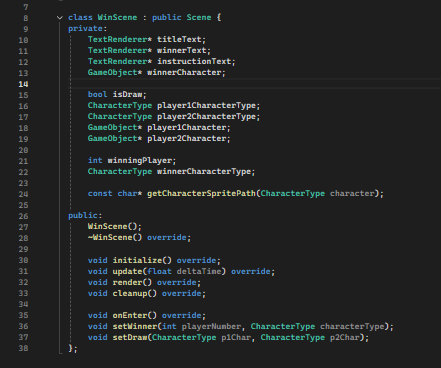 7
8 class WinScene : public Scene {
9 private:
10 TextRenderer* titleText;
11 TextRenderer* winnerText;
12 TextRenderer* instructionText;
13 GameObject* winnerCharacter;
14
15 bool isDraw;
16 CharacterType player1CharacterType;
17 CharacterType player2CharacterType;
18 GameObject* player1Character;
19 GameObject* player2Character;
20
21 int winningPlayer;
22 CharacterType winnerCharacterType;
23
24 const char* getCharacterSpritePath(CharacterType character);
25
26 public:
27 WinScene();
28 ~WinScene() override;
29
30 void initialize() override;
31 void update(float deltaTime) override;
32 void render() override;
33 void cleanup() override;
34
35 void onEnter() override;
36 void setWinner(int playerNumber, CharacterType characterType);
37 void setDraw(CharacterType p1Char, CharacterType p2Char);
38 };